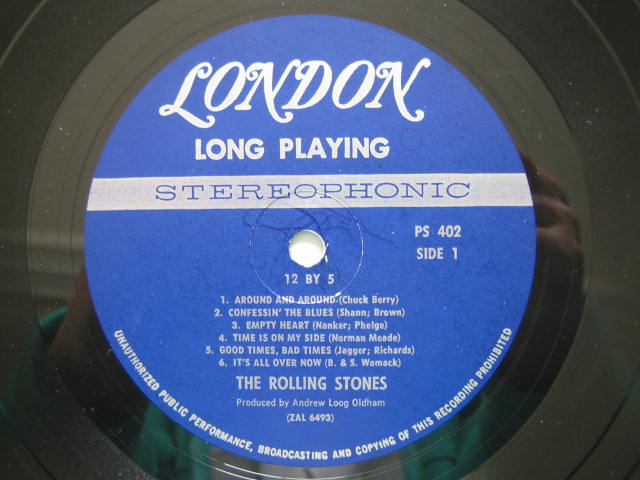 LONDON
LONG PLAYING
STEREOPHONIC
PS 402
SIDE 1
12 BY 5
1. AROUND AND AROUND (Chuck Berry)
2. CONFESSIN' THE BLUES (Shann; Brown)
3. EMPTY HEART (Nanker; Phelge)
4. TIME IS ON MY SIDE (Norman Meade)
5. GOOD TIMES, BAD TIMES (Jagger; Richards)
6. IT'S ALL OVER NOW (B. & S. Womack)
THE ROLLING STONES
Produced by Andrew Loog Oldham
(ZAL 6493)
UNAUTHORIZED PUBLIC PERFORMANCE, BROADCASTING AND COPYING OF THIS RECORDING PROHIBITED